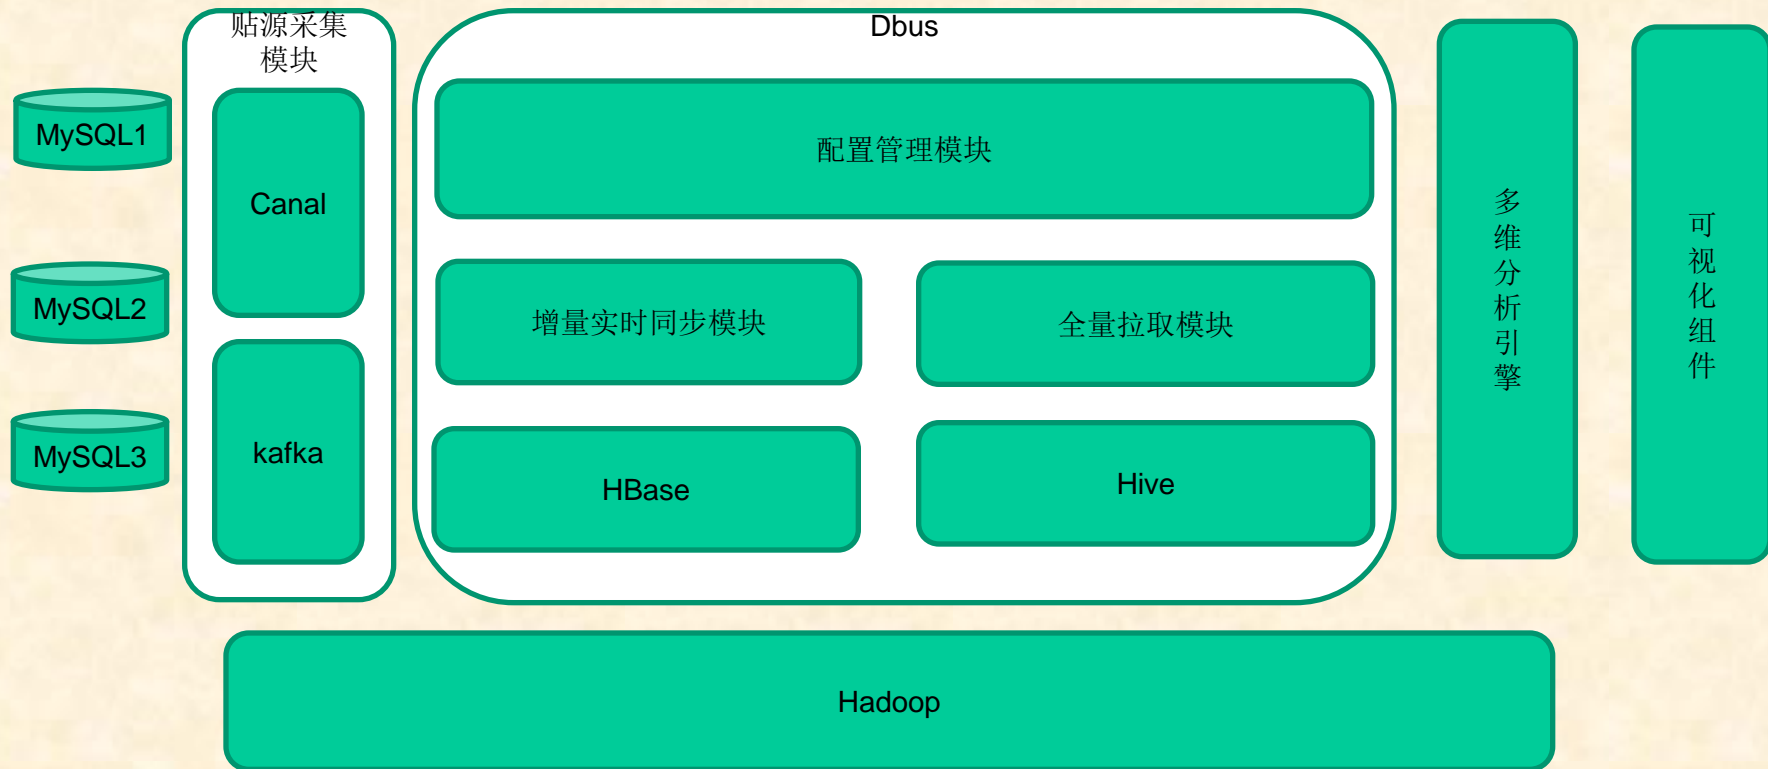 贴源采集
模块
Dbus
MySQL1
MySQL2
MySQL3
Canal
kafka
配置管理模块
增量实时同步模块
全量拉取模块
HBase
Hive
多
维
分
析
引
擎
可
视
化
组
件
Hadoop